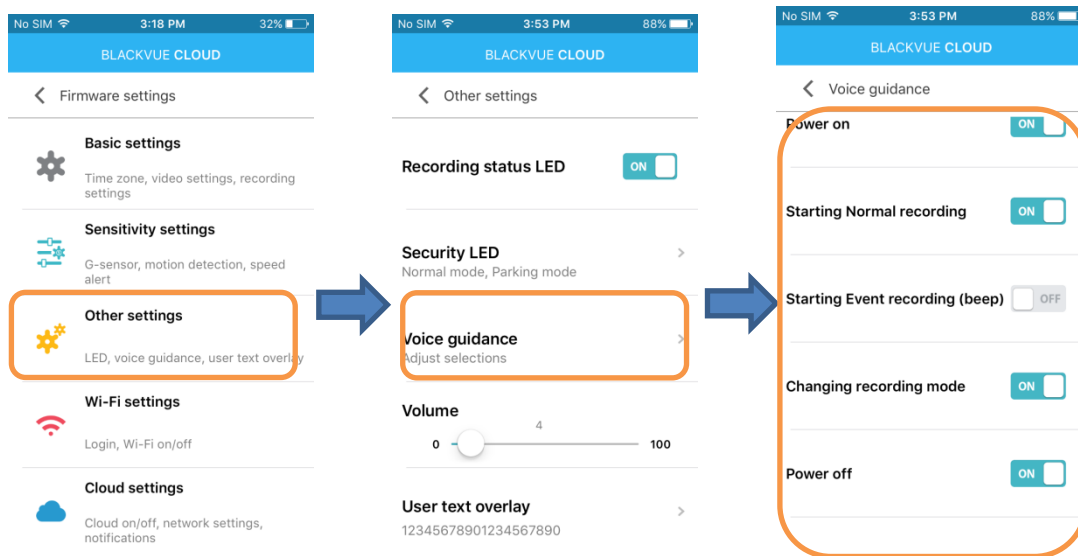 No SIM 3:18 PM 32%
BLACKVUE CLOUD
Firmware settings
Basic settings
Time zone, video settings, recording
settings
Sensitivity settings
G-sensor, motion detection, speed
alert
Other settings
LED, voice guidance, user text overlay
Wi-Fi settings
Login, Wi-Fi on/off
Cloud settings
Cloud on/off, network settings,
notifications
No SIM 3:53 PM 88%
BLACKVUE CLOUD
Other settings
Recording status LED ON
Security LED
Normal mode, Parking mode
Voice guidance
Adjust selections
Volume
4
0 100
User text overlay
12345678901234567890
No SIM 3:53 PM 88%
BLACKVUE CLOUD
Voice guidance
Power on ON
Starting Normal recording ON
Starting Event recording (beep) OFF
Changing recording mode ON
Power off ON